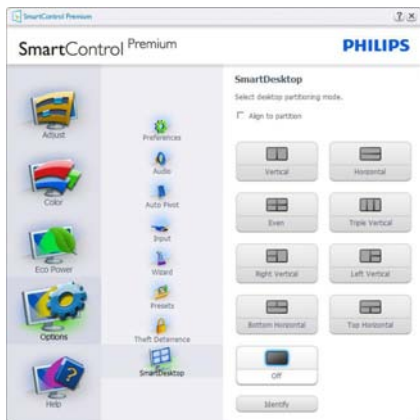 SmartControl Premium
SmartControl Premium
PHILIPS
Adjust
Color
Eco Power
Options
Help
Preferences
Audio
Auto Pivot
Input
Wizard
Presets
Theft Deterrence
SmartDesktop
SmartDesktop
Select desktop partitioning mode.
Align to partition
Vertical
Horizontal
Even
Triple Vertical
Right Vertical
Left Vertical
Bottom Horizontal
Top Horizontal
Off
Identify